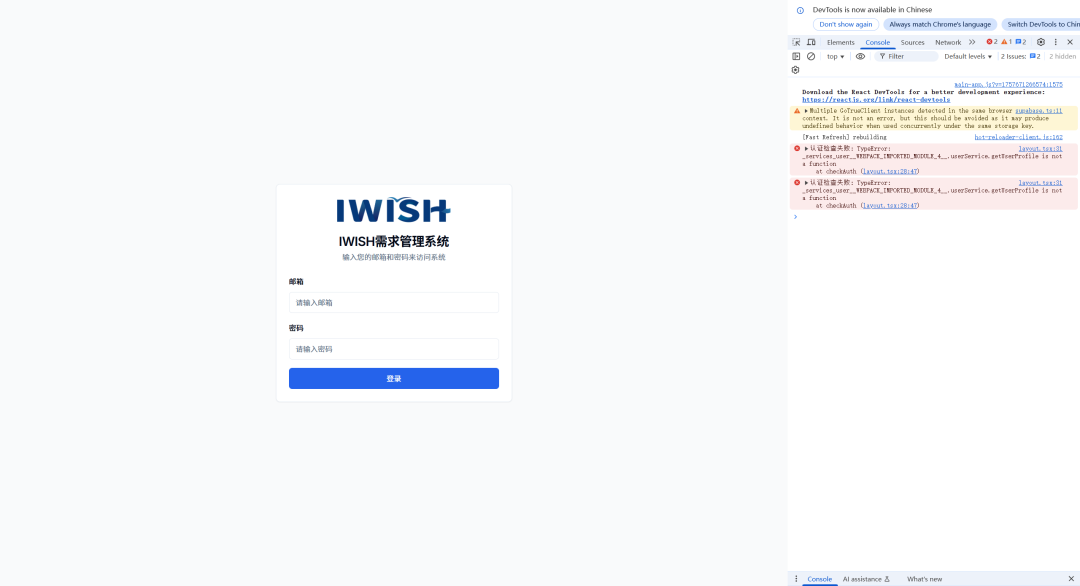 IWISH
IWISH需求管理系统
输入您的邮箱和密码来访问系统
邮箱
请输入邮箱
密码
请输入密码
登录
DevTools is now available in Chinese
Don't show again
Always match Chrome's language
Switch DevTools to Chin
Elements
Console
Sources
Network
2
1
2
top
Filter
Default levels
2 Issues:
2
2 hidden
main-app.js?v=1757671266574:1575
Download the React DevTools for a better development experience:
https://reactjs.org/link/react-devtools
Multiple GoTrueClient instances detected in the same browser supabase.ts:11
context. It is not an error, but this should be avoided as it may produce
undefined behavior when used concurrently under the same storage key.
[Fast Refresh] rebuilding hot-reloader-client.js:162
认证检查失败: TypeError: layout.tsx:31
_services_user__WEBPACK_IMPORTED_MODULE_4__.userService.getUserProfile is not
a function
at checkAuth (layout.tsx:28:47)
认证检查失败: TypeError: layout.tsx:31
_services_user__WEBPACK_IMPORTED_MODULE_4__.userService.getUserProfile is not
a function
at checkAuth (layout.tsx:28:47)
Console
AI assistance
What's new